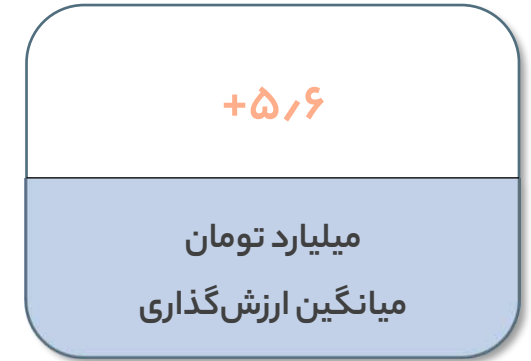 +۵٫۶
میلیارد تومان
میانگین ارزش‌گذاری